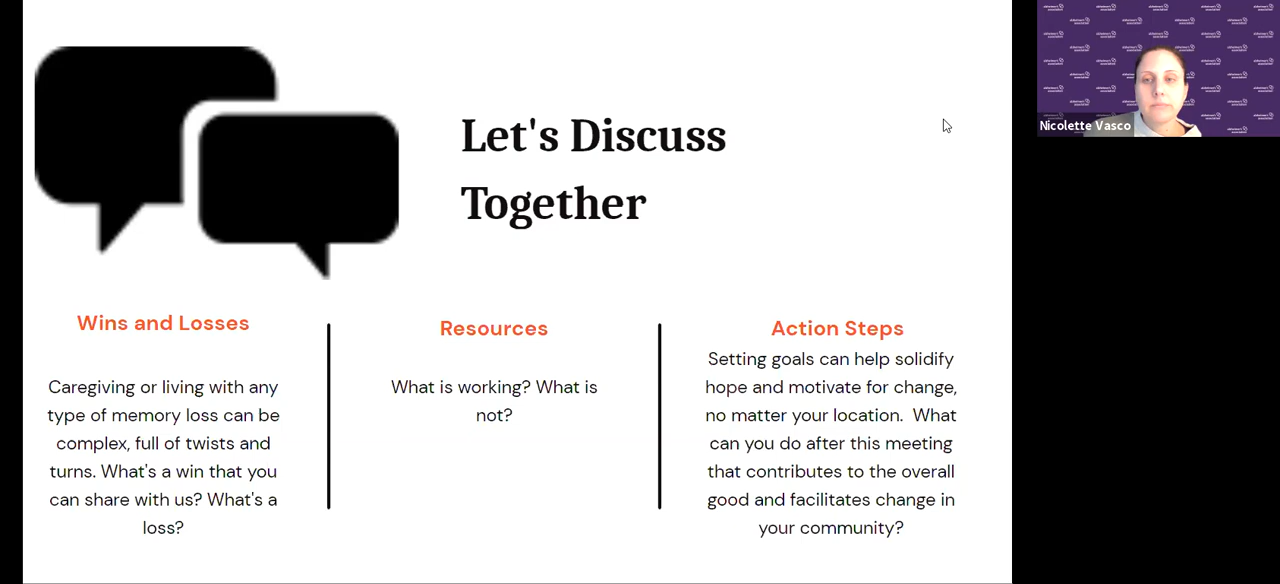 Let's Discuss
Together
Wins and Losses
Caregiving or living with any
type of memory loss can be
complex, full of twists and
turns. What's a win that you
can share with us? What's a
loss?
Resources
What is working? What is
not?
Action Steps
Setting goals can help solidify
hope and motivate for change,
no matter your location.  What
can you do after this meeting
that contributes to the overall
good and facilitates change in
your community?
Nicolette Vasco